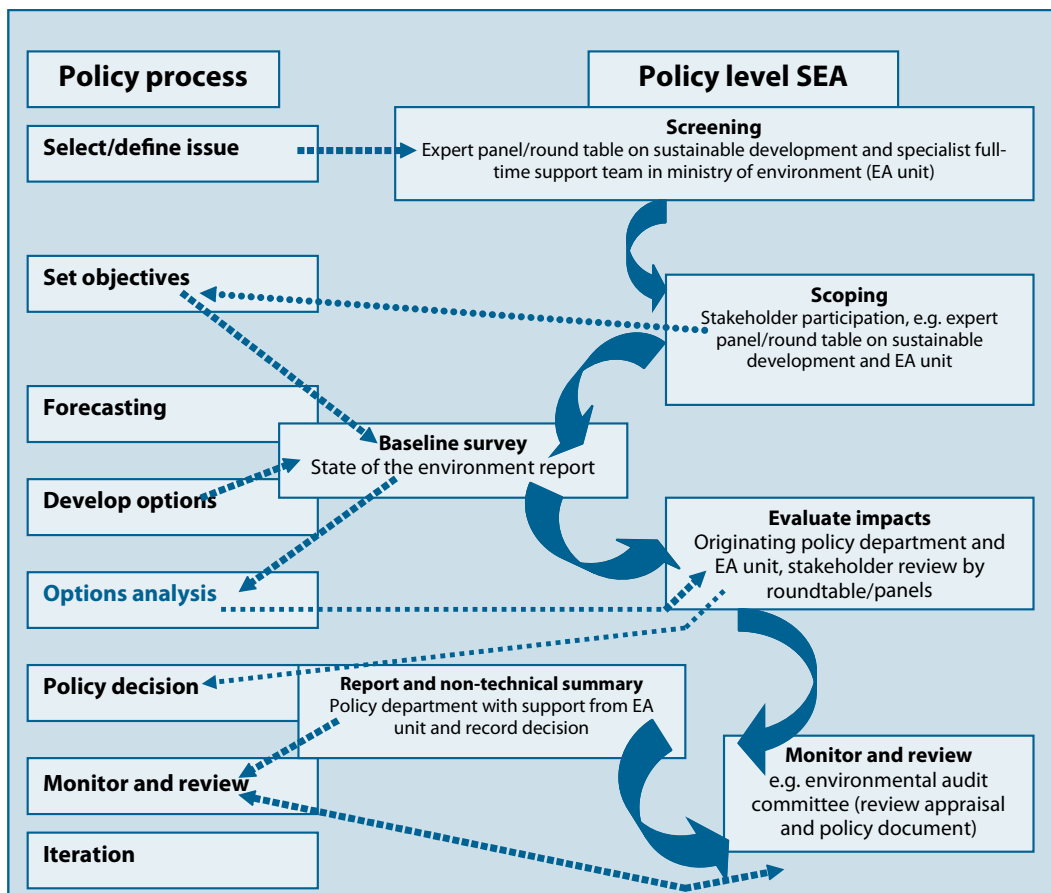 Policy process
Policy level SEA
Select/define issue
Screening
Expert panel/round table on sustainable development and specialist full-
time support team in ministry of environment (EA unit)
Set objectives
Scoping
Stakeholder participation, e.g. expert
panel/round table on sustainable
development and EA unit
Forecasting
Baseline survey
State of the environment report
Develop options
Evaluate impacts
Originating policy department and
EA unit, stakeholder review by
roundtable/panels
Options analysis
Policy decision
Report and non-technical summary
Policy department with support from EA
unit and record decision
Monitor and review
Monitor and review
e.g. environmental audit
committee (review appraisal
and policy document)
Iteration